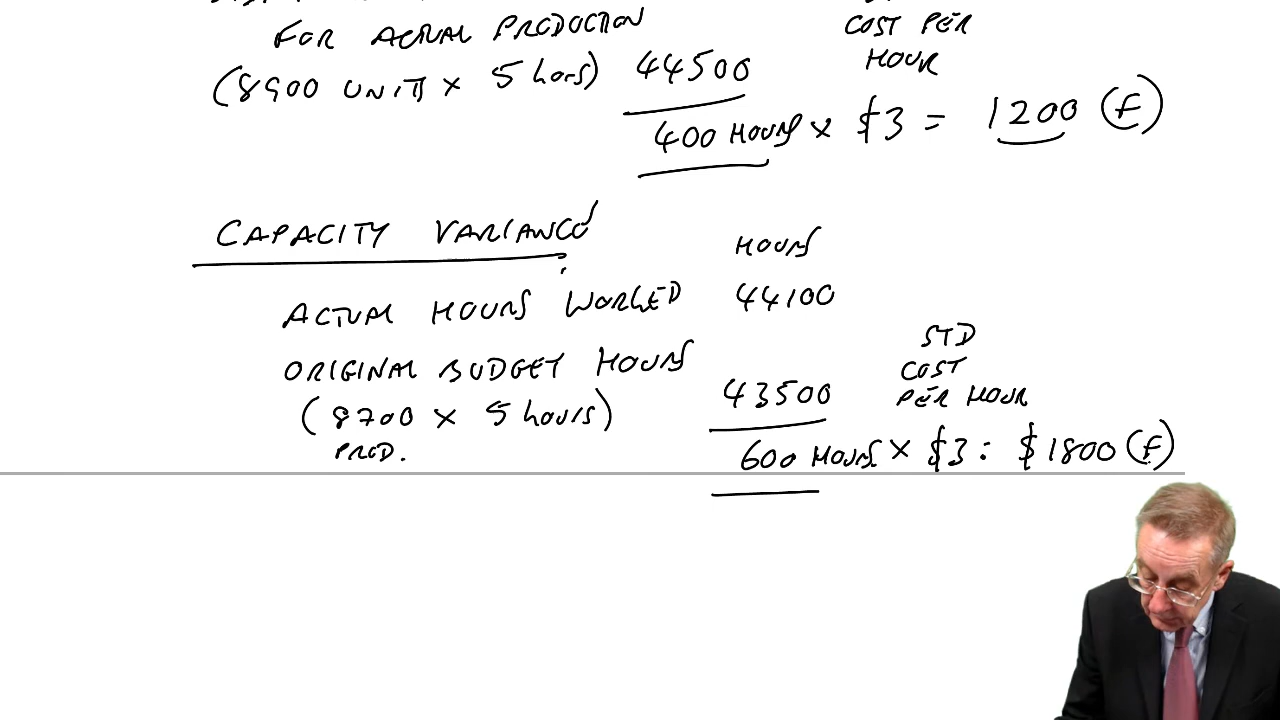 FOR ACTUAL PRODUCTION
(8900 UNITS × 5 hors) 44500
COST PER
HOUR
400 HOURS × $3 = 1200 (F)
CAPACITY VARIANCE
HOURS
ACTUAL HOURS WORKED 44100
ORIGINAL BUDGET HOURS
(8700 × 5 hours) 43500
PROD.
STD
COST
PER HOUR
600 HOURS × $3 : $1800 (F)